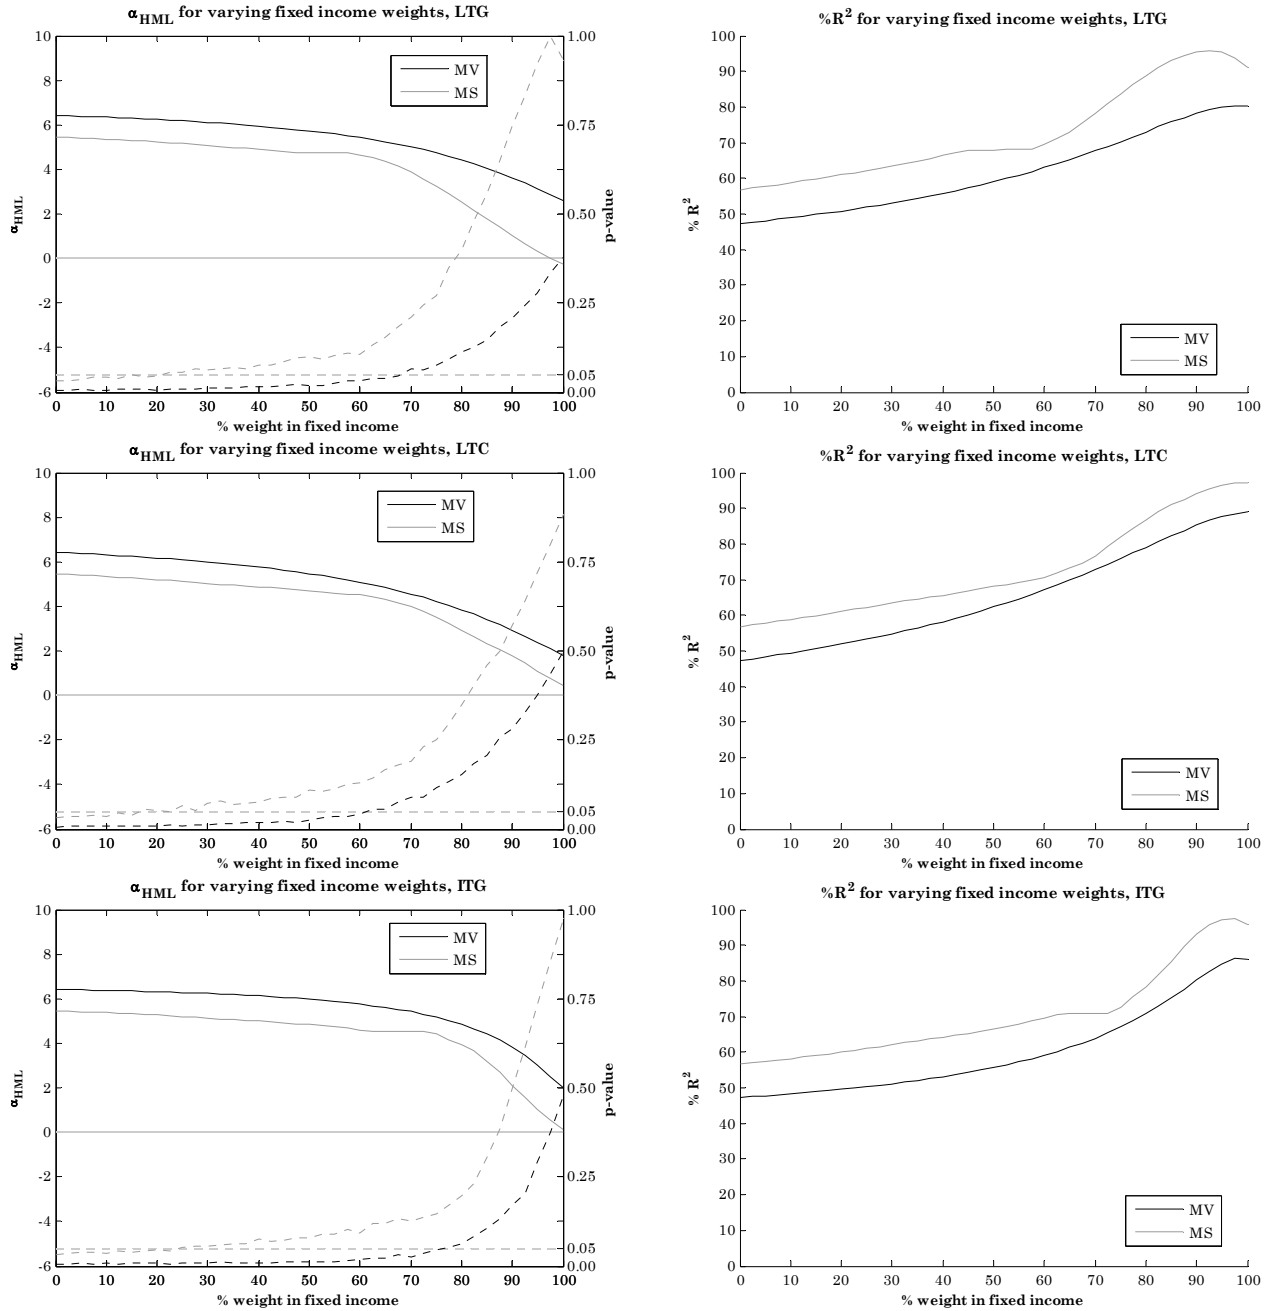 α_HML for varying fixed income weights, LTG
10
8
6
4
2
0
-2
-4
-6
α_HML
1.00
0.75
0.50
0.25
0.05
0.00
p-value
MV
MS
0 10 20 30 40 50 60 70 80 90 100
% weight in fixed income
%R² for varying fixed income weights, LTG
100
90
80
70
60
50
40
30
20
10
0
% R²
MV
MS
0 10 20 30 40 50 60 70 80 90 100
% weight in fixed income
α_HML for varying fixed income weights, LTC
10
8
6
4
2
0
-2
-4
-6
α_HML
1.00
0.75
0.50
0.25
0.05
0.00
p-value
MV
MS
0 10 20 30 40 50 60 70 80 90 100
% weight in fixed income
%R² for varying fixed income weights, LTC
100
90
80
70
60
50
40
30
20
10
0
% R²
MV
MS
0 10 20 30 40 50 60 70 80 90 100
% weight in fixed income
α_HML for varying fixed income weights, ITG
10
8
6
4
2
0
-2
-4
-6
α_HML
1.00
0.75
0.50
0.25
0.05
0.00
p-value
MV
MS
0 10 20 30 40 50 60 70 80 90 100
% weight in fixed income
%R² for varying fixed income weights, ITG
100
90
80
70
60
50
40
30
20
10
0
% R²
MV
MS
0 10 20 30 40 50 60 70 80 90 100
% weight in fixed income